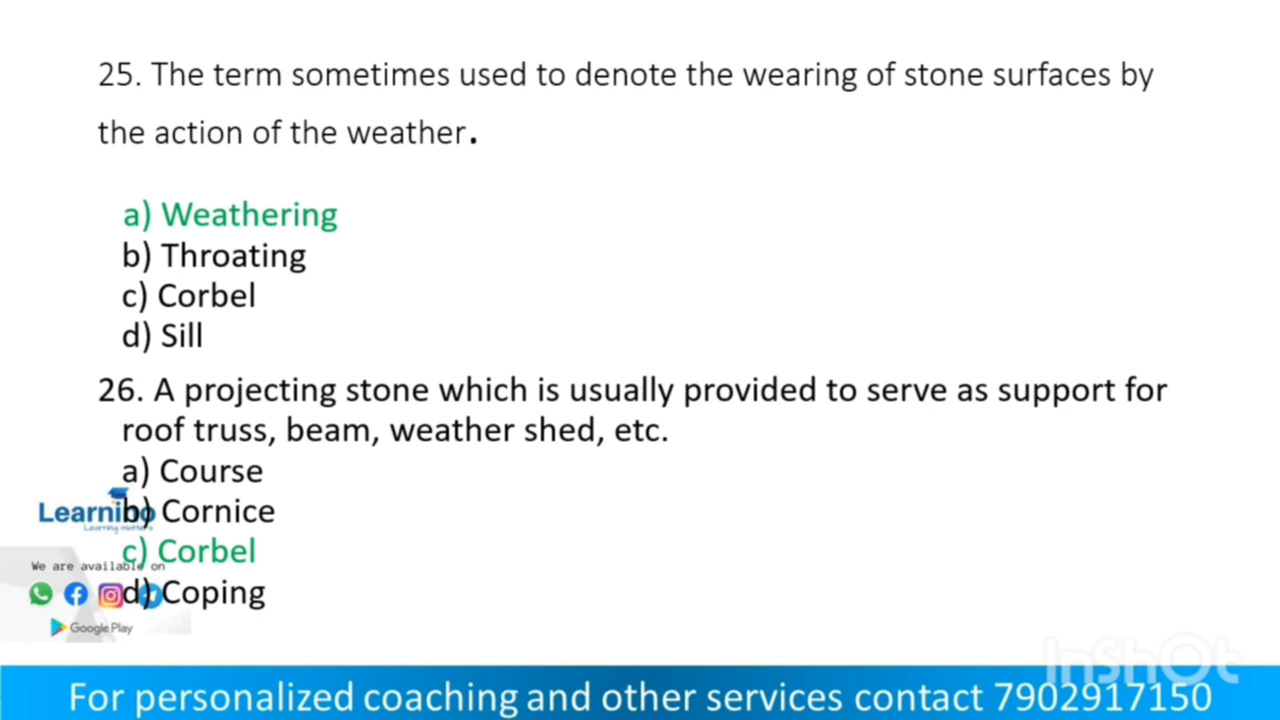 25. The term sometimes used to denote the wearing of stone surfaces by
the action of the weather.
a) Weathering
b) Throating
c) Corbel
d) Sill
26. A projecting stone which is usually provided to serve as support for
roof truss, beam, weather shed, etc.
a) Course
Learnibo
b) Cornice
Learning matters
c) Corbel
We are available on
d) Coping
Google Play
InShOt
For personalized coaching and other services contact 7902917150